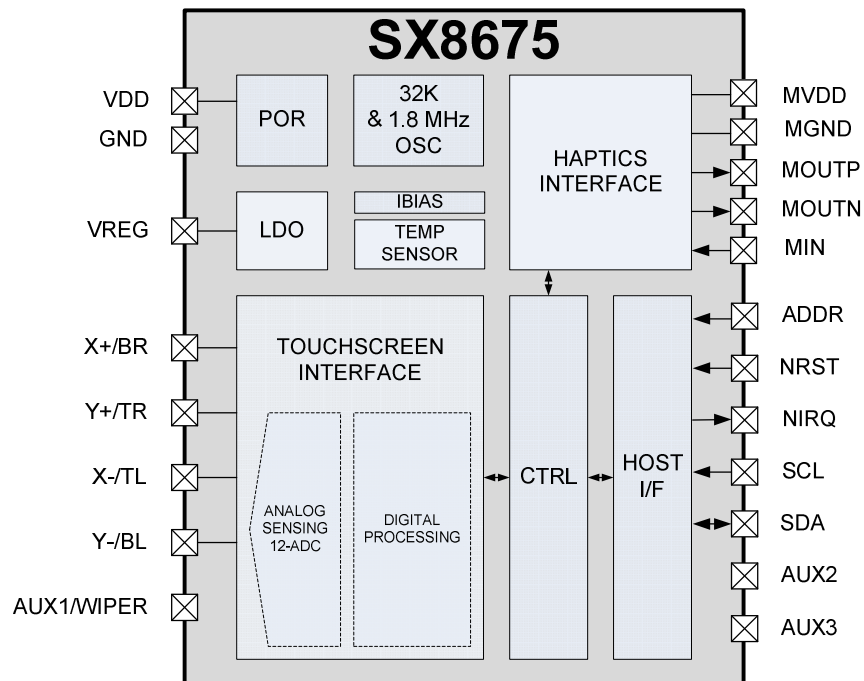 SX8675
VDD
GND
VREG
X+/BR
Y+/TR
X-/TL
Y-/BL
AUX1/WIPER
POR
32K
& 1.8 MHz
OSC
LDO
IBIAS
TEMP
SENSOR
HAPTICS
INTERFACE
TOUCHSCREEN
INTERFACE
ANALOG
SENSING
12-ADC
DIGITAL
PROCESSING
CTRL
HOST
I/F
MVDD
MGND
MOUTP
MOUTN
MIN
ADDR
NRST
NIRQ
SCL
SDA
AUX2
AUX3